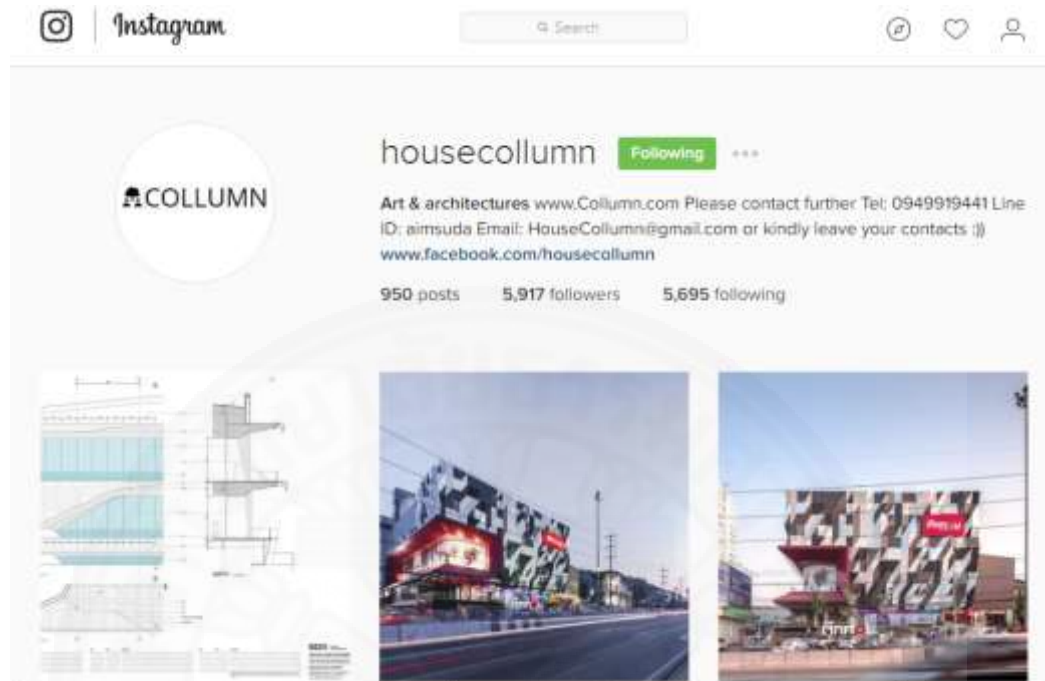 Instagram
Search
COLLUMN
housecollumn Following
Art & architectures www.Collumn.com Please contact further Tel: 0949919441 Line
ID: aimsuda Email: HouseCollumn@gmail.com or kindly leave your contacts :))
www.facebook.com/housecollumn
950 posts 5,917 followers 5,695 following